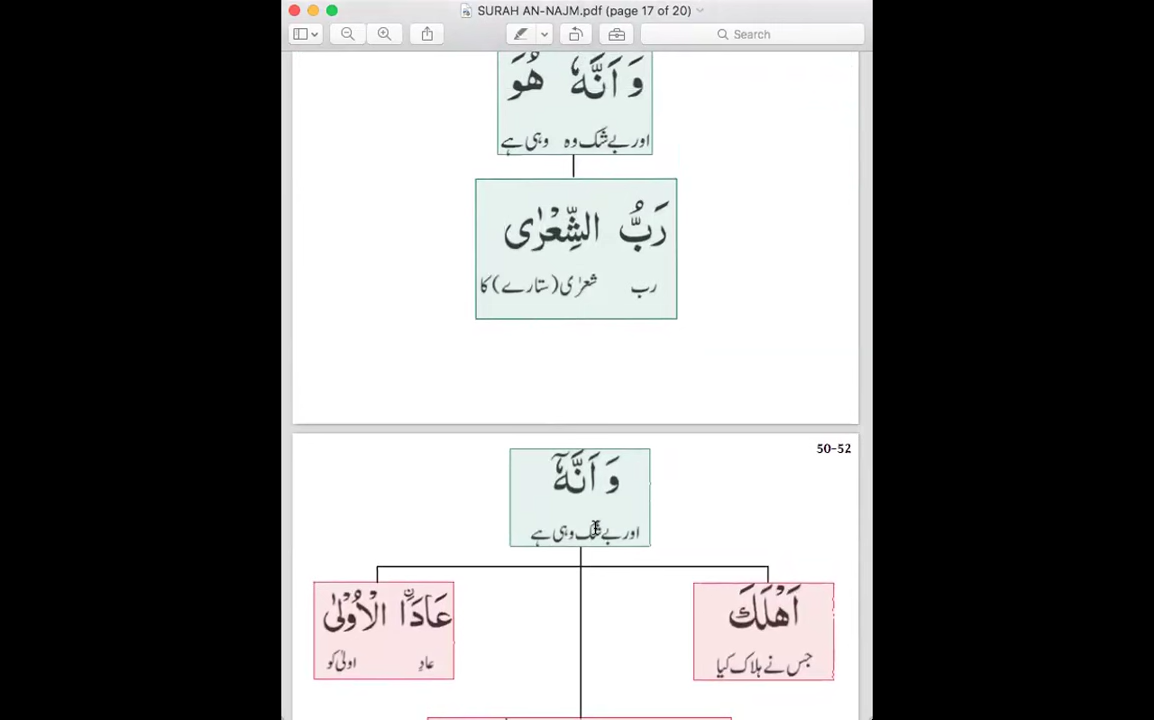 SURAH AN-NAJM.pdf (page 17 of 20)
Search
وَ اَنَّهٗ هُوَ
اور بے شک وہ وہی ہے
رَبُّ الشِّعْرٰى
رب شعرٰی (ستارے) کا
50-52
وَ اَنَّهٗۤ
اور بے شک وہی ہے
اَهْلَكَ
جس نے ہلاک کیا
عَادَاِ۟الْاُوْلٰى
عادِ اولیٰ کو